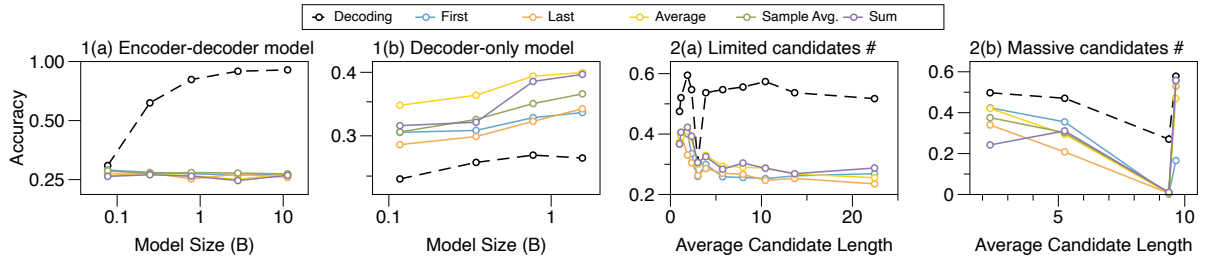 Decoding First Last Average Sample Avg. Sum
1(a) Encoder-decoder model
1(b) Decoder-only model
2(a) Limited candidates #
2(b) Massive candidates #
Accuracy
1.00
0.50
0.25
0.1 1 10
Model Size (B)
0.4
0.3
0.1 1
Model Size (B)
0.6
0.4
0.2
0 10 20
Average Candidate Length
0.6
0.4
0.2
0
5 10
Average Candidate Length